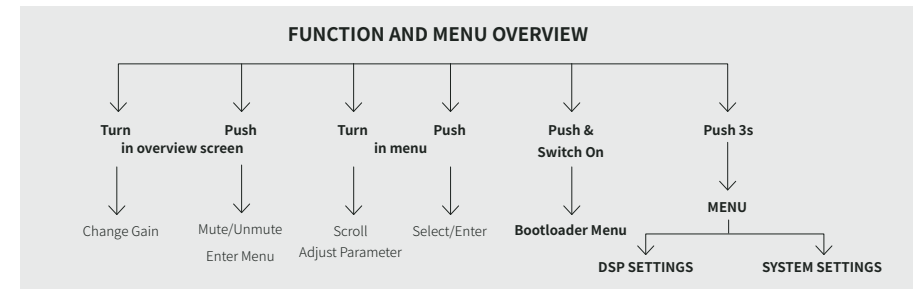 FUNCTION AND MENU OVERVIEW
Turn Push Turn Push Push & Push 3s
in overview screen in menu Switch On
MENU
Change Gain Mute/Unmute Scroll Select/Enter Bootloader Menu
Enter Menu Adjust Parameter
DSP SETTINGS SYSTEM SETTINGS